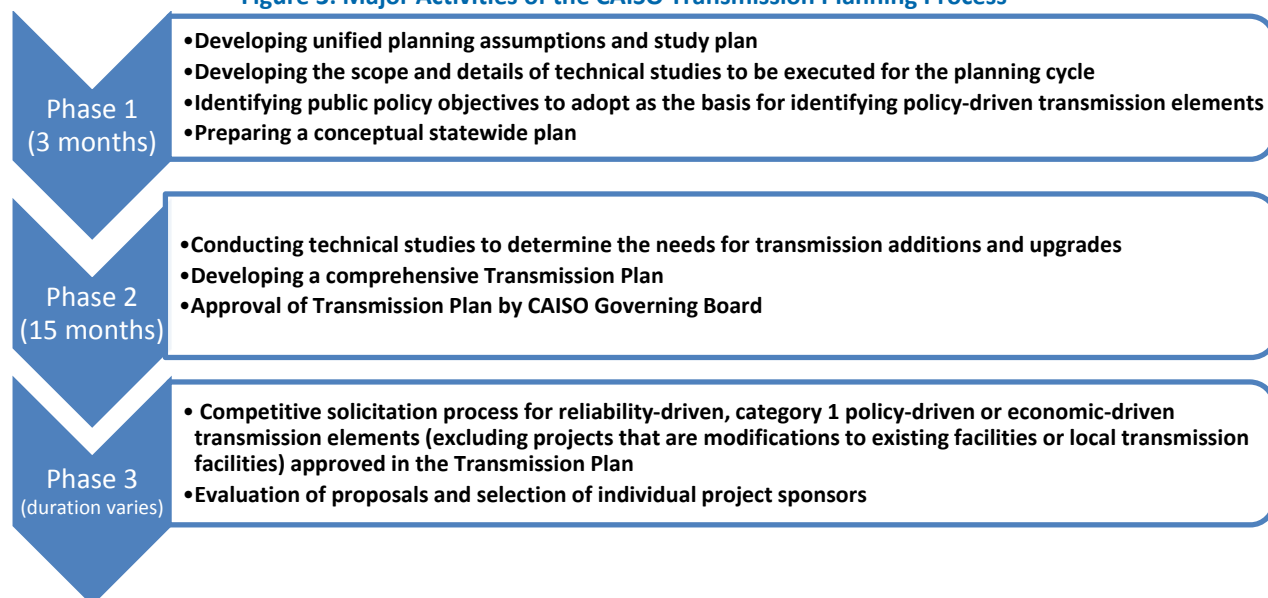 Figure 3: Major Activities of the CAISO Transmission Planning Process
Phase 1
(3 months)
•Developing unified planning assumptions and study plan
•Developing the scope and details of technical studies to be executed for the planning cycle
•Identifying public policy objectives to adopt as the basis for identifying policy-driven transmission elements
•Preparing a conceptual statewide plan
Phase 2
(15 months)
•Conducting technical studies to determine the needs for transmission additions and upgrades
•Developing a comprehensive Transmission Plan
•Approval of Transmission Plan by CAISO Governing Board
Phase 3
(duration varies)
• Competitive solicitation process for reliability-driven, category 1 policy-driven or economic-driven
transmission elements (excluding projects that are modifications to existing facilities or local transmission
facilities) approved in the Transmission Plan
•Evaluation of proposals and selection of individual project sponsors